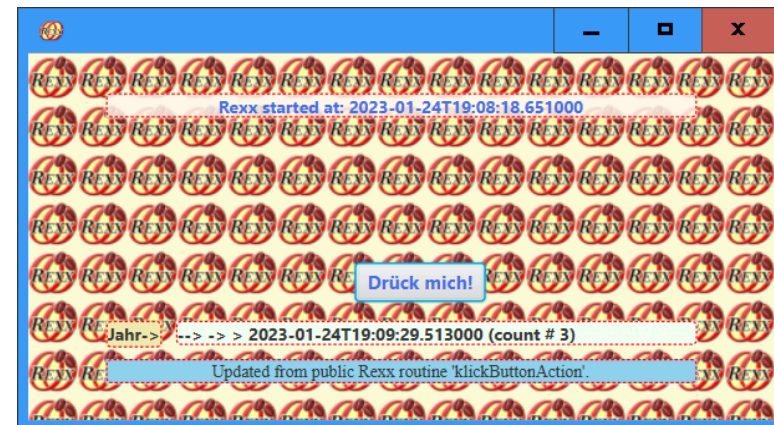 Rexx started at: 2023-01-24T19:08:18.651000
Drück mich!
Jahr-> --> -> > 2023-01-24T19:09:29.513000 (count # 3)
Updated from public Rexx routine 'klickButtonAction'.